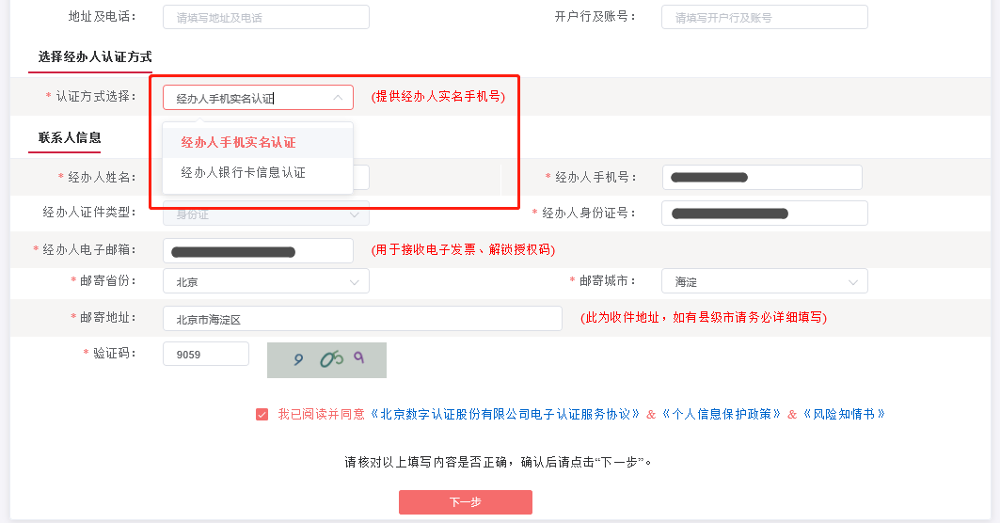 地址及电话： 请填写地址及电话 开户行及账号： 请填写开户行及账号
选择经办人认证方式
* 认证方式选择： 经办人手机实名认证 (提供经办人实名手机号)
经办人手机实名认证
联系人信息
经办人银行卡信息认证
* 经办人姓名： * 经办人手机号：
经办人证件类型： 身份证 * 经办人身份证号：
* 经办人电子邮箱： (用于接收电子发票、解锁授权码)
* 邮寄省份： 北京 * 邮寄城市： 海淀
* 邮寄地址： 北京市海淀区 (此为收件地址，如有县级市请务必详细填写)
* 验证码： 9059 9059
我已阅读并同意《北京数字认证股份有限公司电子认证服务协议》&《个人信息保护政策》&《风险知情书》
请核对以上填写内容是否正确，确认后请点击“下一步”。
下一步